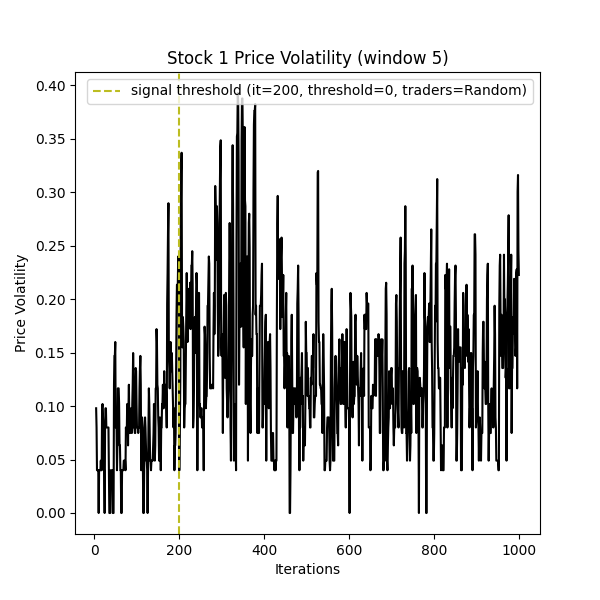 Stock 1 Price Volatility (window 5)
signal threshold (it=200, threshold=0, traders=Random)
Price Volatility
0.40
0.35
0.30
0.25
0.20
0.15
0.10
0.05
0.00
0 200 400 600 800 1000
Iterations